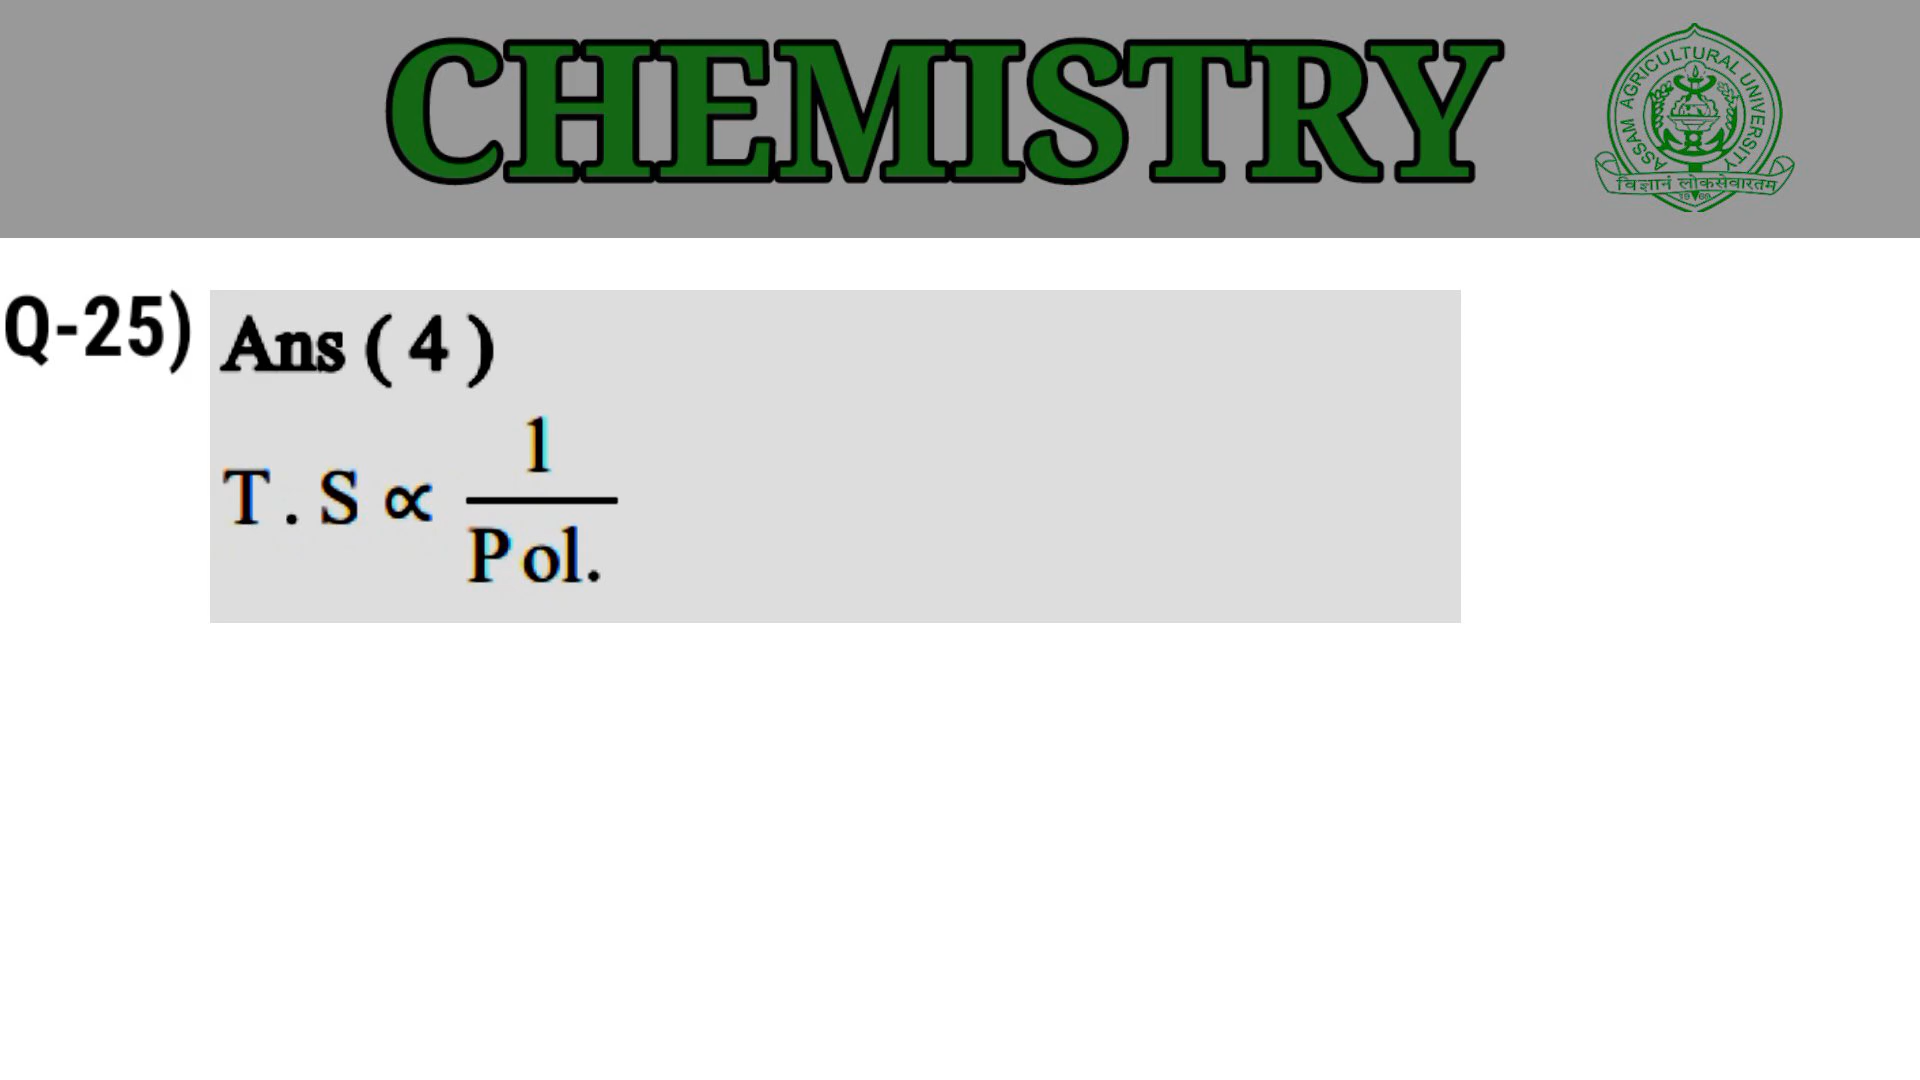 CHEMISTRY
ASSAM AGRICULTURAL UNIVERSITY
विज्ञानं लोकसेवारतम
Q-25) Ans ( 4 )
T . S ∝ 1 / Pol.